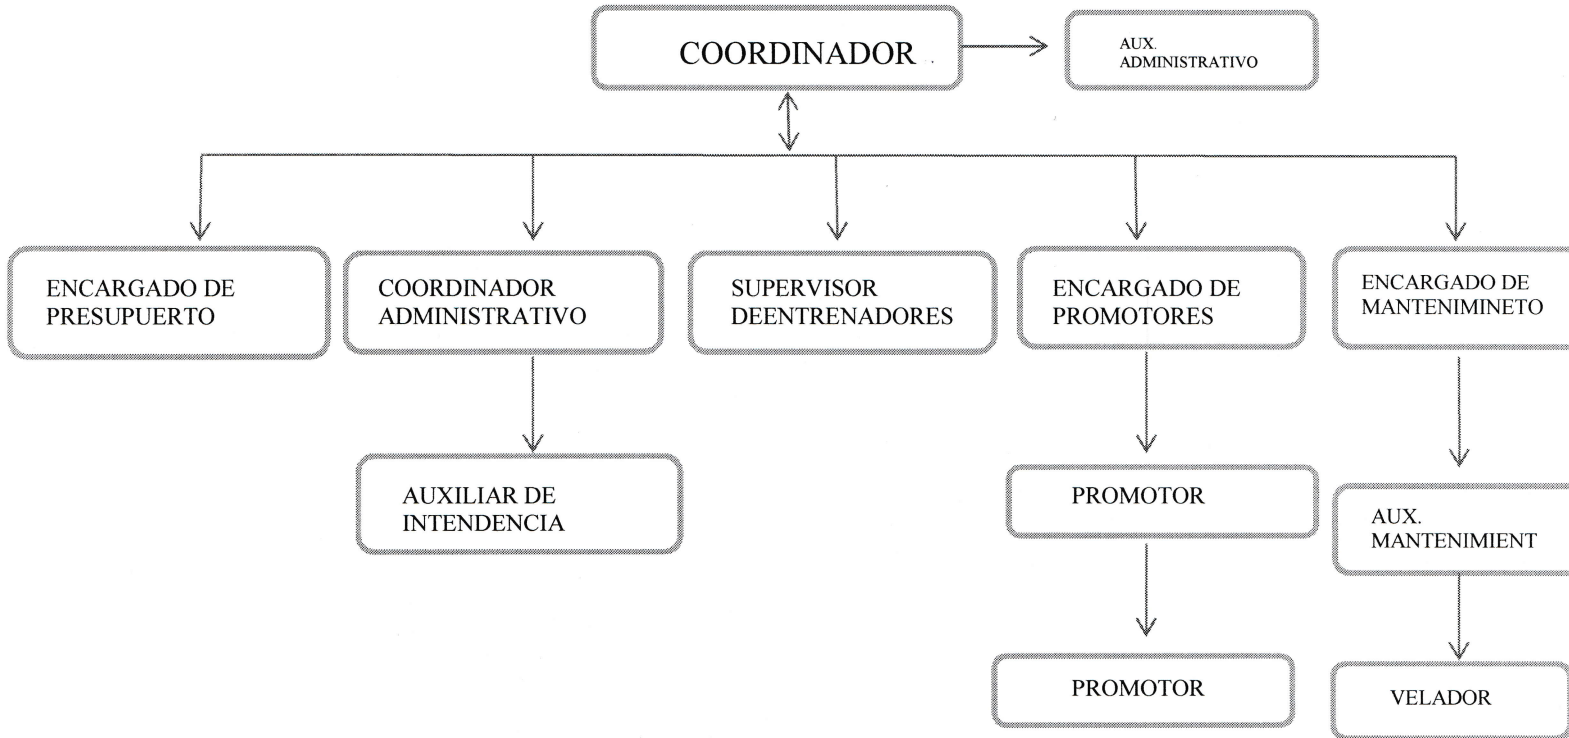 COORDINADOR
AUX.
ADMINISTRATIVO
ENCARGADO DE
PRESUPUERTO
COORDINADOR
ADMINISTRATIVO
SUPERVISOR
DEENTRENADORES
ENCARGADO DE
PROMOTORES
ENCARGADO DE
MANTENIMINETO
AUXILIAR DE
INTENDENCIA
PROMOTOR
AUX.
MANTENIMIENT
PROMOTOR
VELADOR